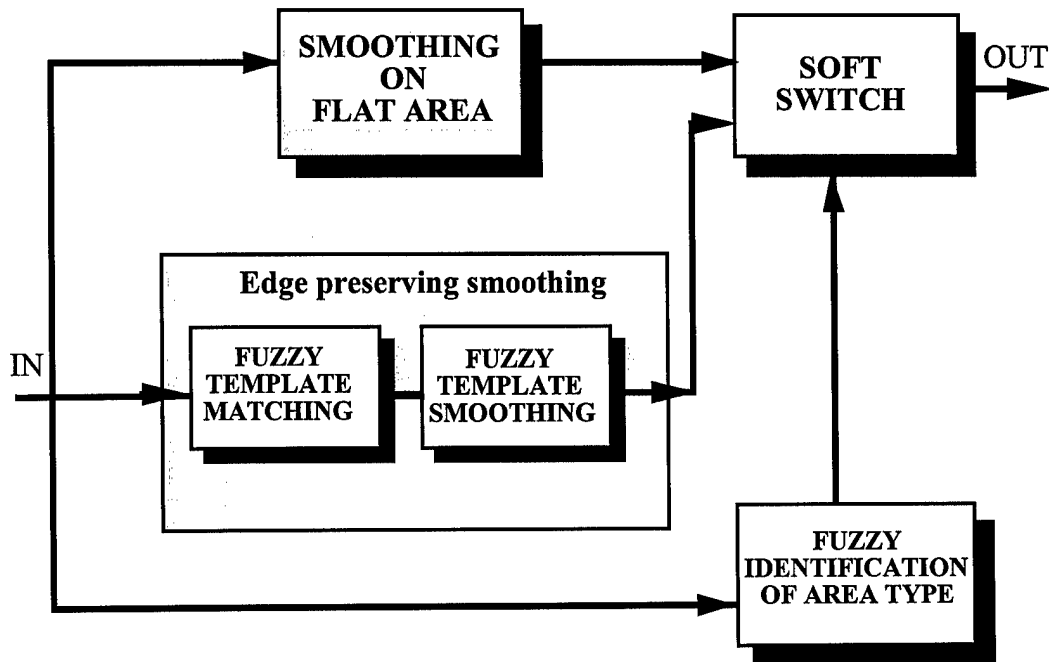 SMOOTHING
ON
FLAT AREA
SOFT
SWITCH
OUT
Edge preserving smoothing
IN
FUZZY
TEMPLATE
MATCHING
FUZZY
TEMPLATE
SMOOTHING
FUZZY
IDENTIFICATION
OF AREA TYPE